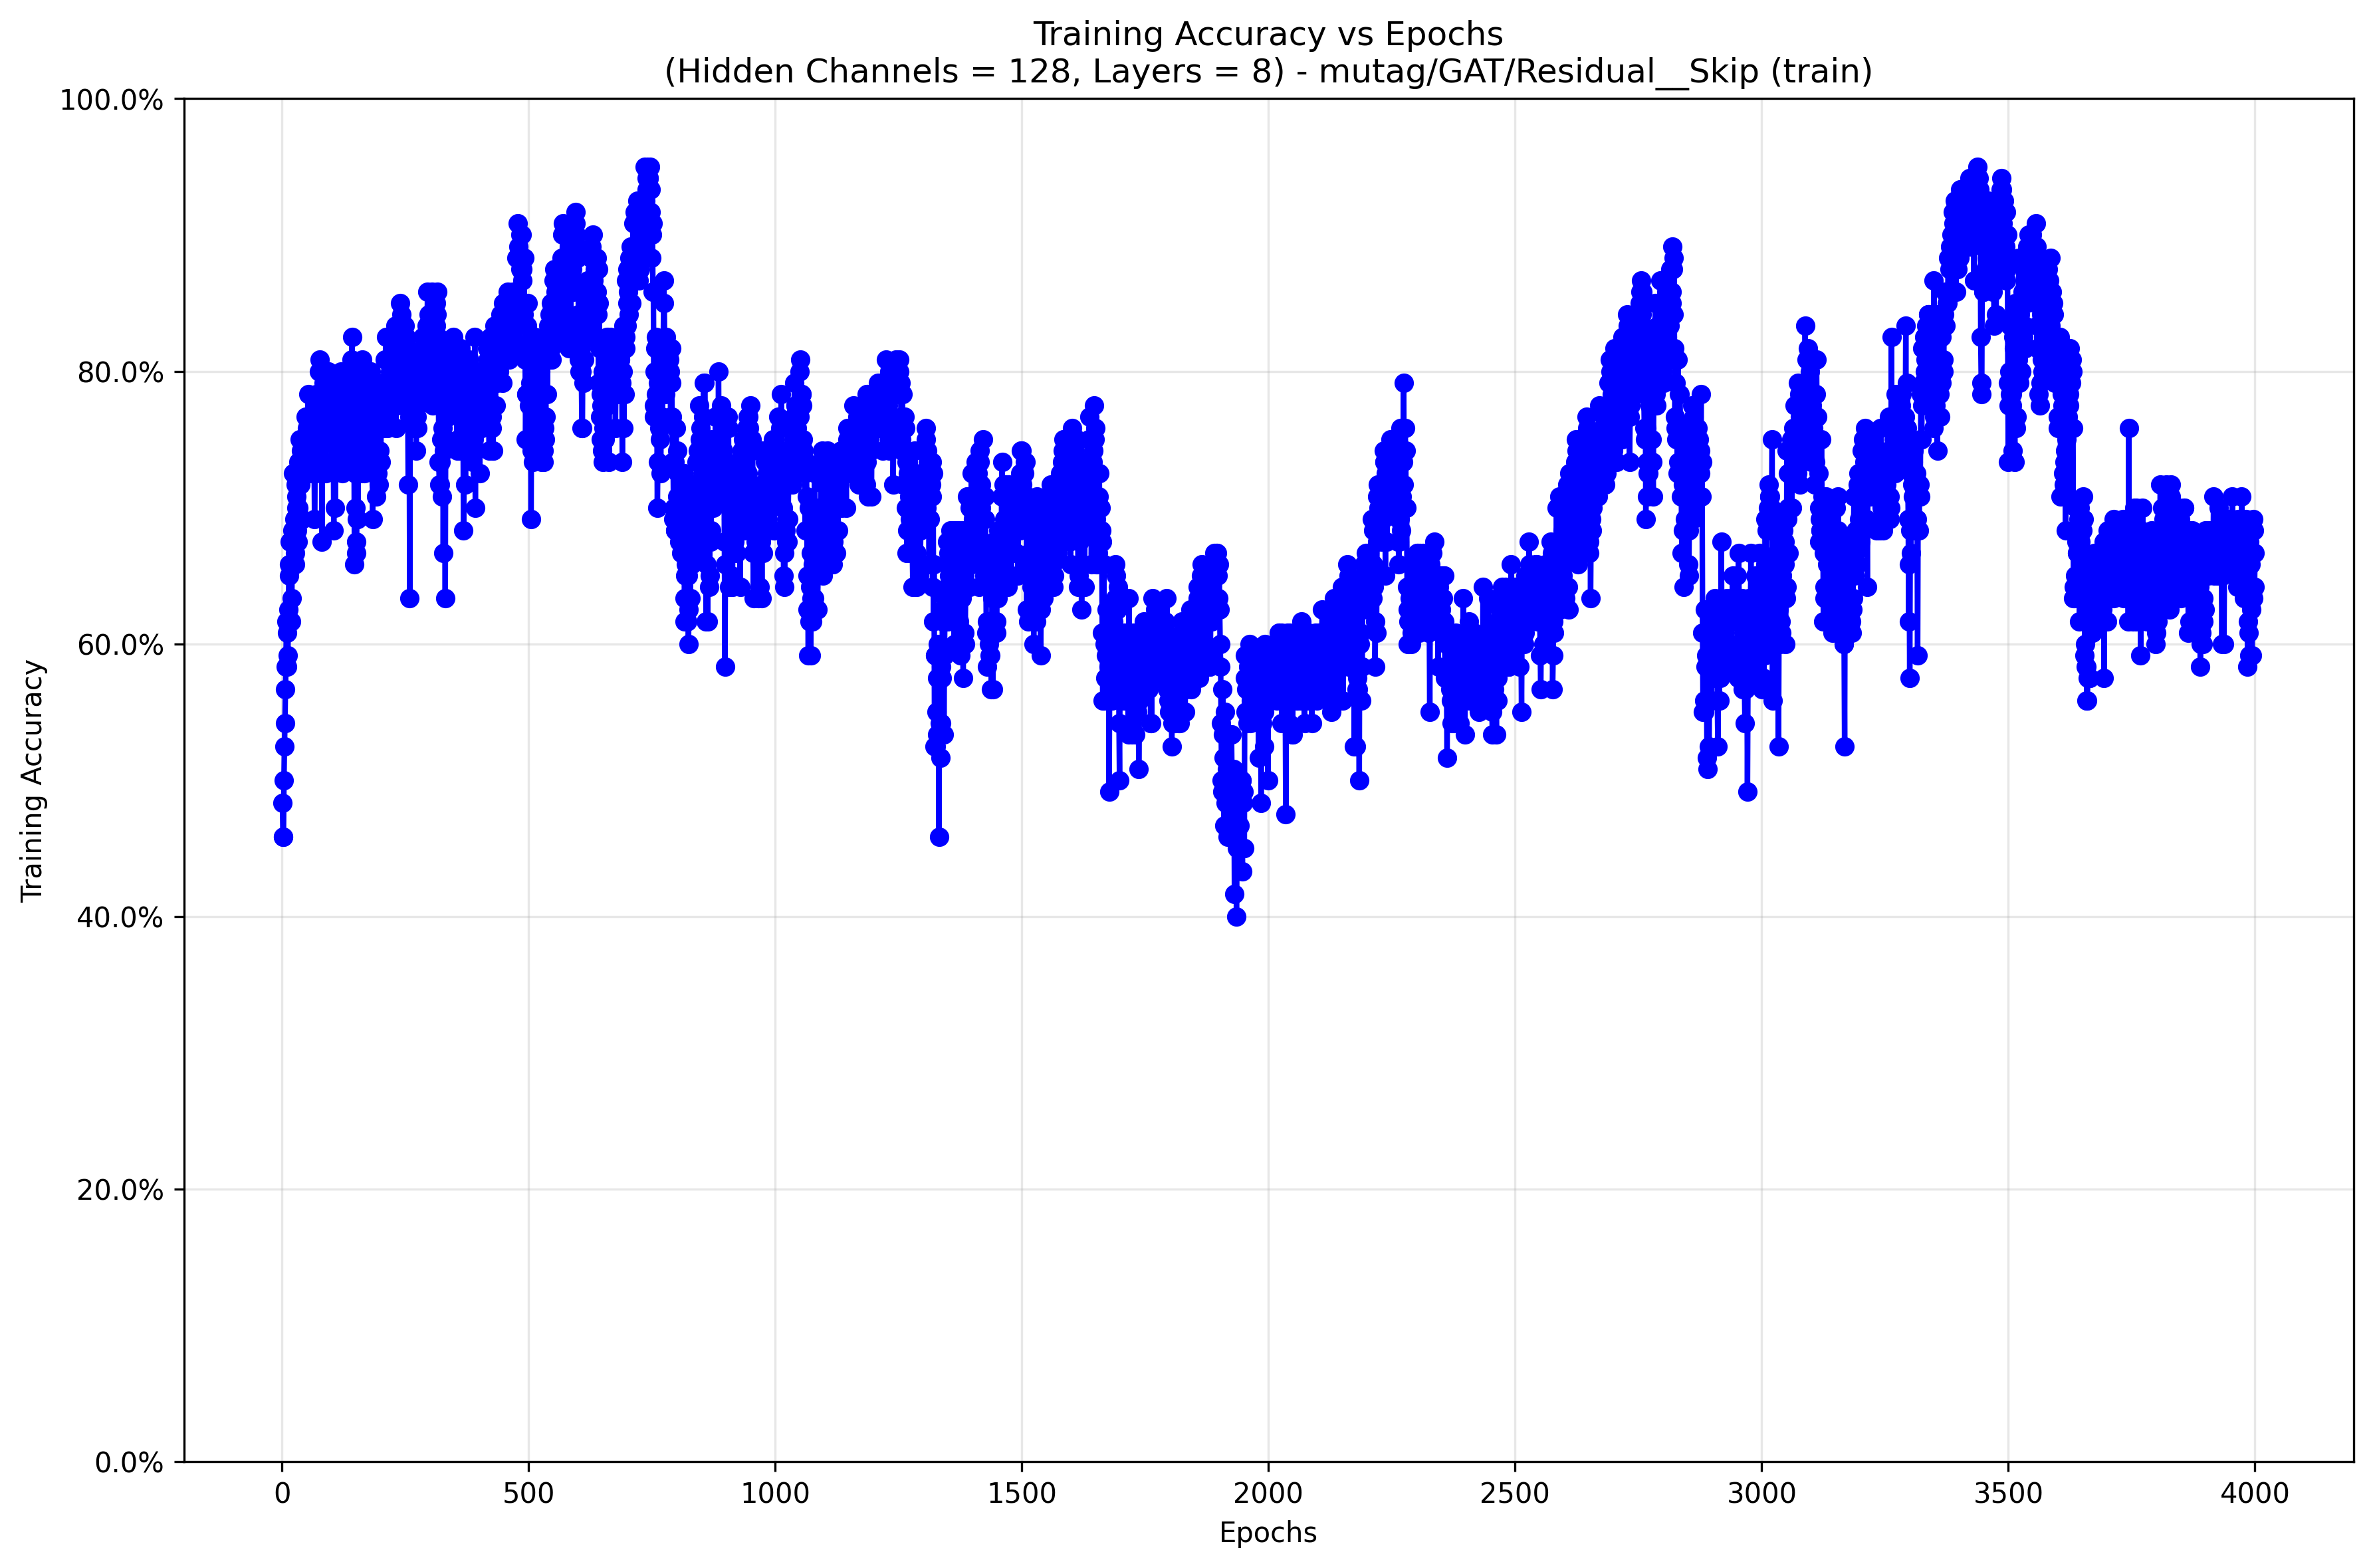 Training Accuracy vs Epochs
(Hidden Channels = 128, Layers = 8) - mutag/GAT/Residual__Skip (train)
100.0%
80.0%
60.0%
40.0%
20.0%
0.0%
Training Accuracy
0 500 1000 1500 2000 2500 3000 3500 4000
Epochs